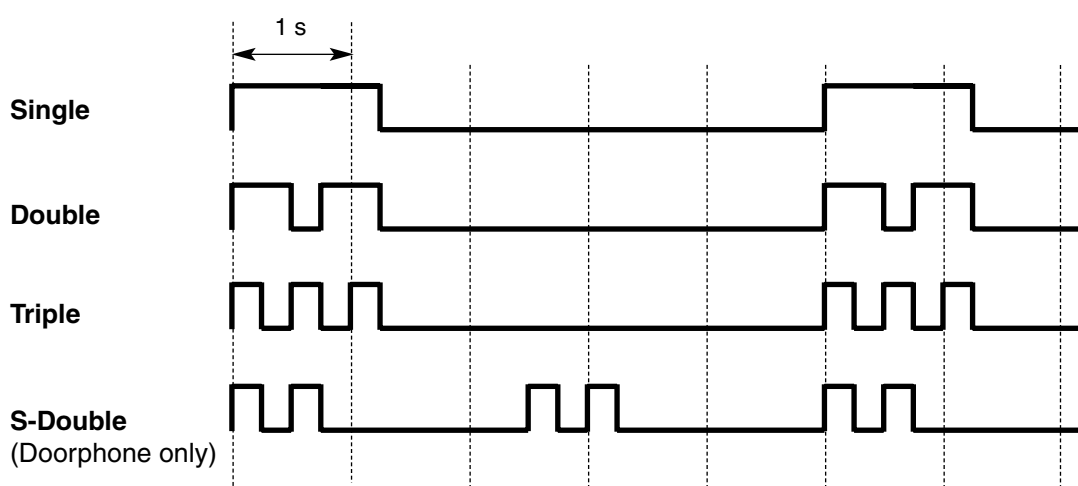 1 s
Single
Double
Triple
S-Double
(Doorphone only)